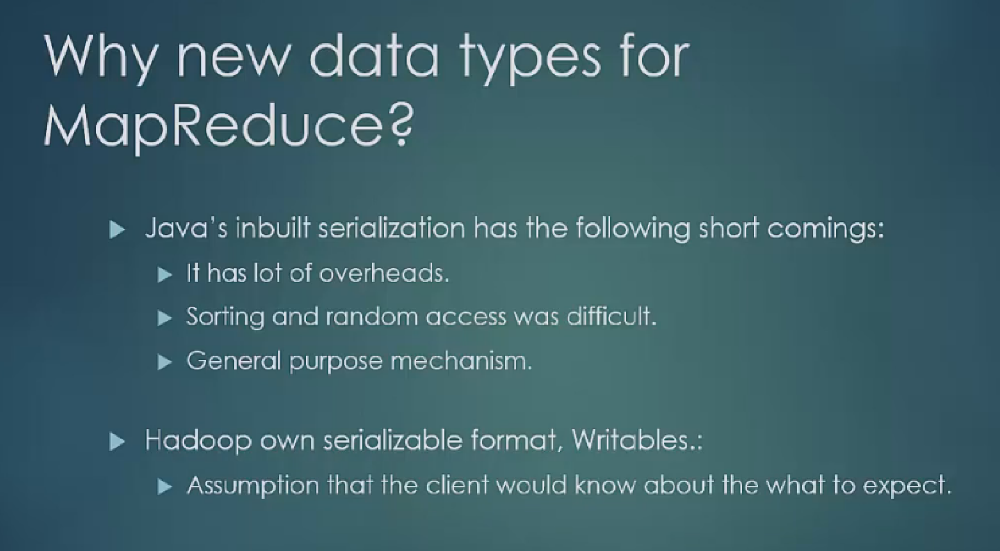 Why new data types for
MapReduce?
Java's inbuilt serialization has the following short comings:
It has lot of overheads.
Sorting and random access was difficult.
General purpose mechanism.
Hadoop own serializable format, Writables.:
Assumption that the client would know about the what to expect.